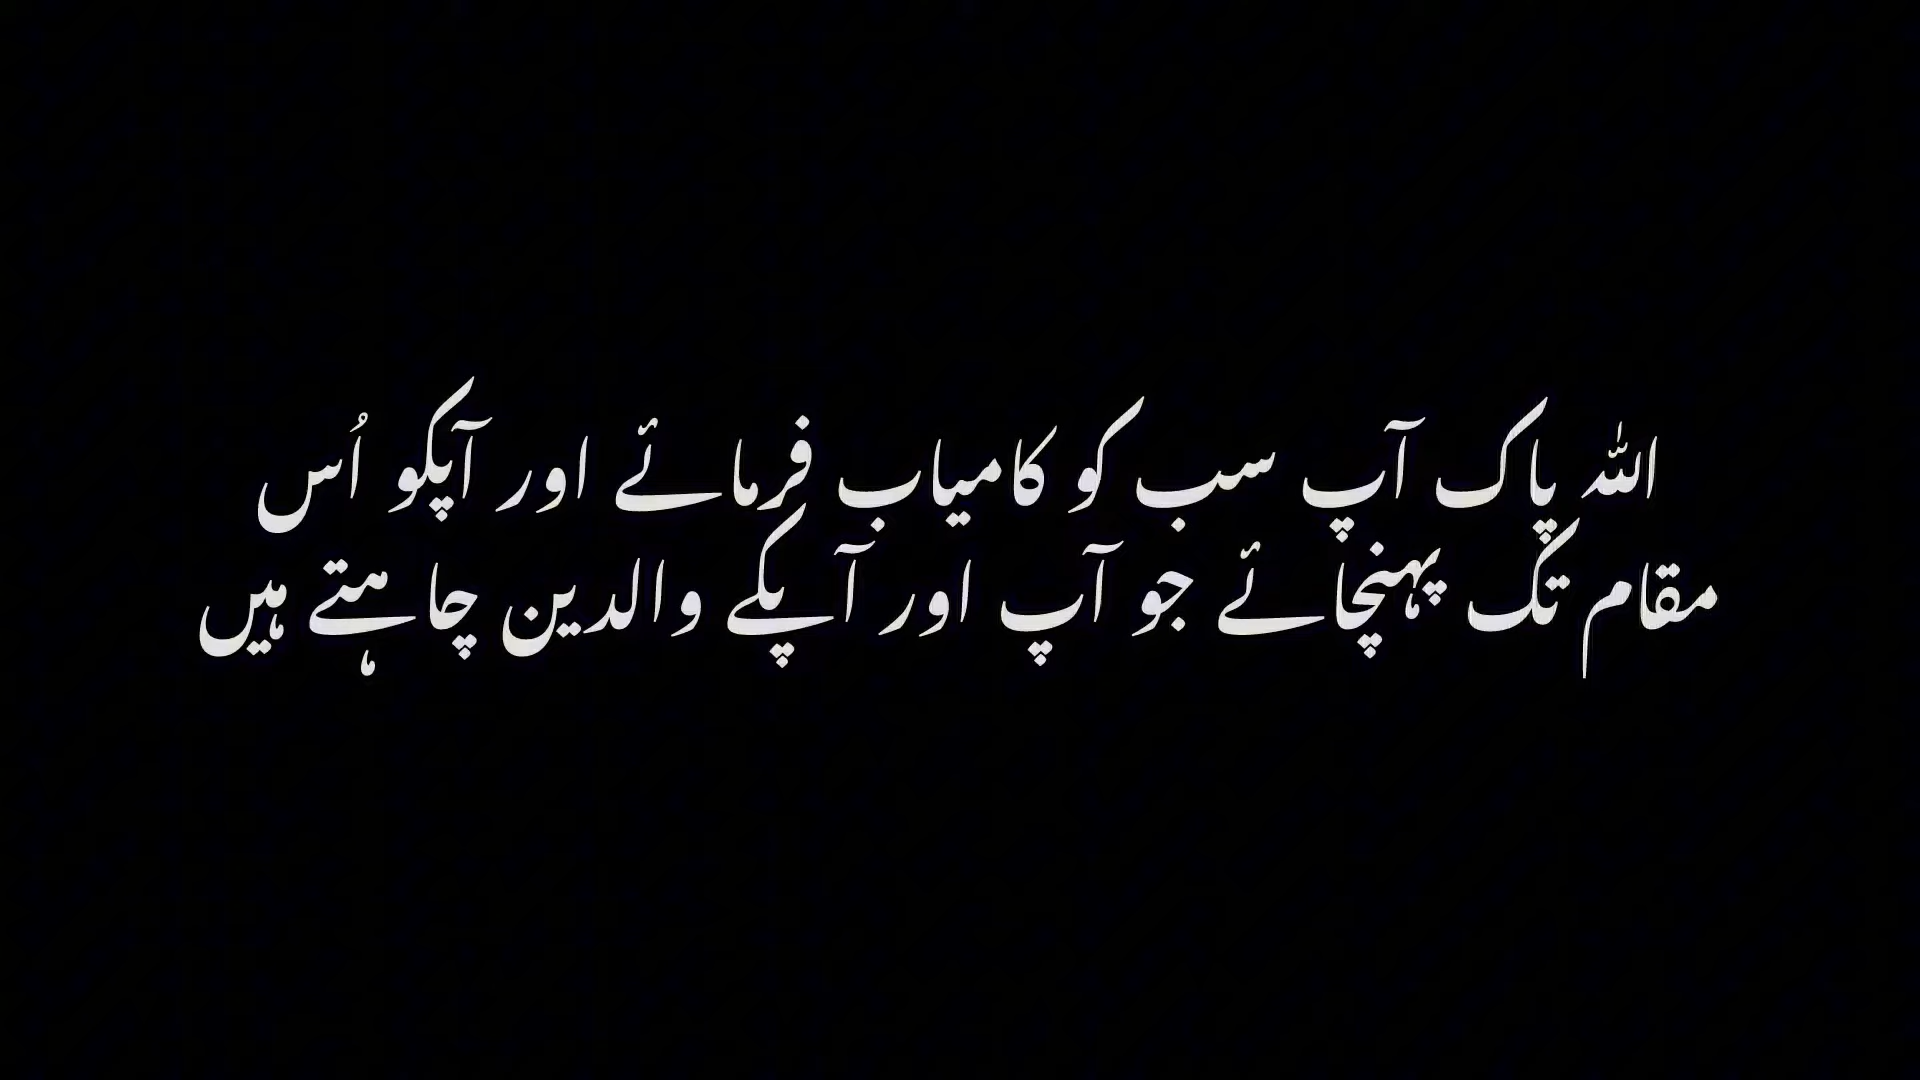 اللہ پاک آپ سب کو کامیاب فرمائے اور آپکو اُس
مقام تک پہنچائے جو آپ اور آپکے والدین چاہتے ہیں